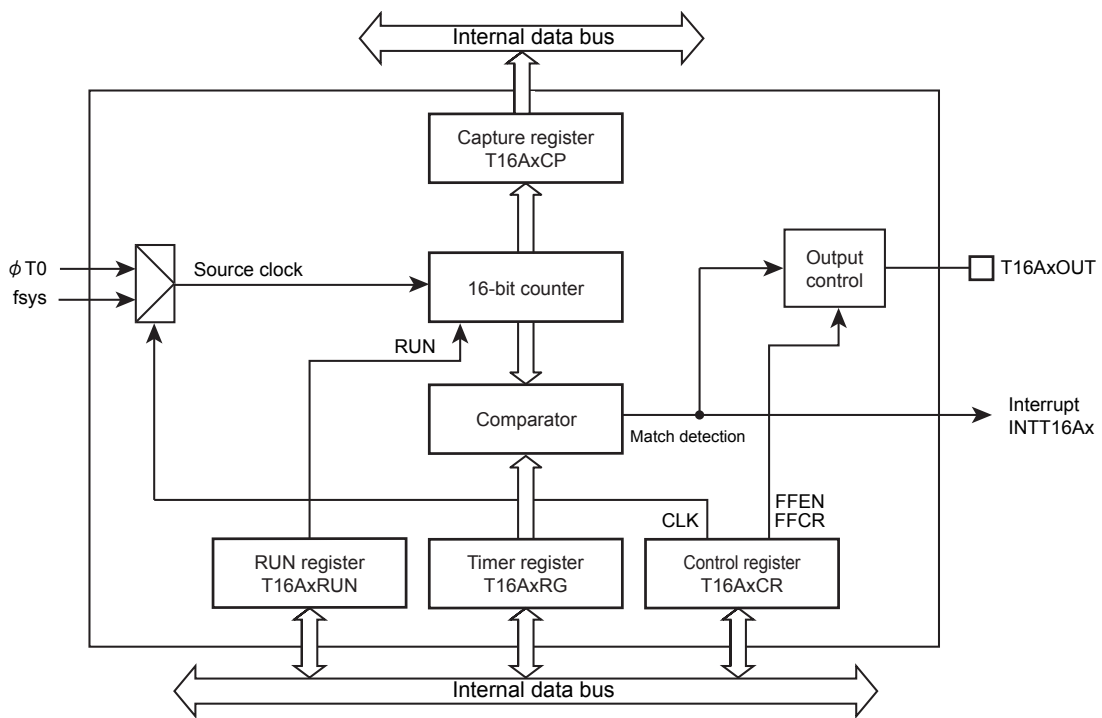 Internal data bus
Capture register
T16AxCP
φT0
fsys
Source clock
16-bit counter
Output
control
T16AxOUT
RUN
Comparator
Match detection
Interrupt
INTT16Ax
CLK
FFEN
FFCR
RUN register
T16AxRUN
Timer register
T16AxRG
Control register
T16AxCR
Internal data bus